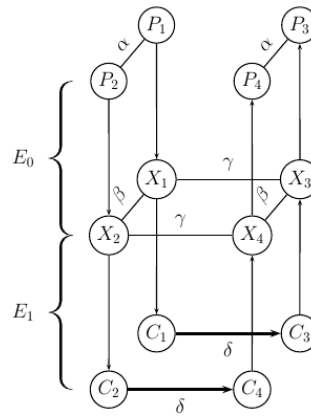 P₁ P₃
α α
P₂ P₄
E₀
X₁ γ X₃
β β
X₂ γ X₄
E₁
C₁ C₃
δ
C₂ C₄
δ